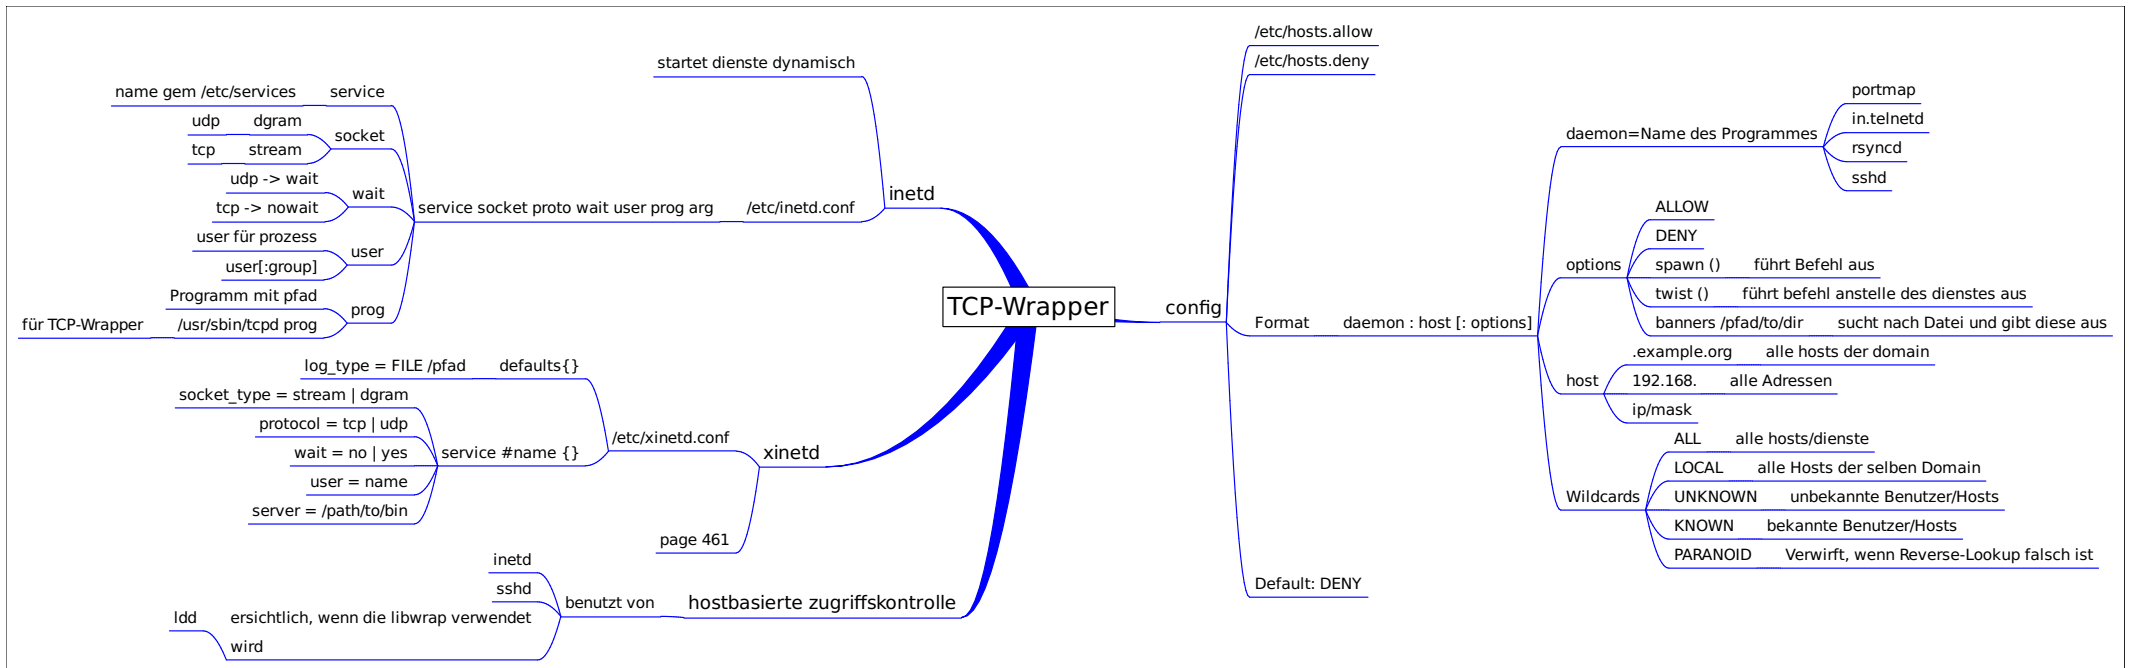 TCP-Wrapper
inetd
startet dienste dynamisch
/etc/inetd.conf
service socket proto wait user prog arg
service
name gem /etc/services
socket
dgram
udp
stream
tcp
wait
udp -> wait
tcp -> nowait
user
user für prozess
user[:group]
prog
Programm mit pfad
/usr/sbin/tcpd prog
für TCP-Wrapper
xinetd
/etc/xinetd.conf
defaults{}
log_type = FILE /pfad
service #name {}
socket_type = stream | dgram
protocol = tcp | udp
wait = no | yes
user = name
server = /path/to/bin
page 461
hostbasierte zugriffskontrolle
benutzt von
inetd
sshd
ersichtlich, wenn die libwrap verwendet
wird
ldd
config
/etc/hosts.allow
/etc/hosts.deny
Format
daemon : host [: options]
daemon=Name des Programmes
portmap
in.telnetd
rsyncd
sshd
options
ALLOW
DENY
spawn ()
führt Befehl aus
twist ()
führt befehl anstelle des dienstes aus
banners /pfad/to/dir
sucht nach Datei und gibt diese aus
host
.example.org
alle hosts der domain
192.168.
alle Adressen
ip/mask
Wildcards
ALL
alle hosts/dienste
LOCAL
alle Hosts der selben Domain
UNKNOWN
unbekannte Benutzer/Hosts
KNOWN
bekannte Benutzer/Hosts
PARANOID
Verwirft, wenn Reverse-Lookup falsch ist
Default: DENY